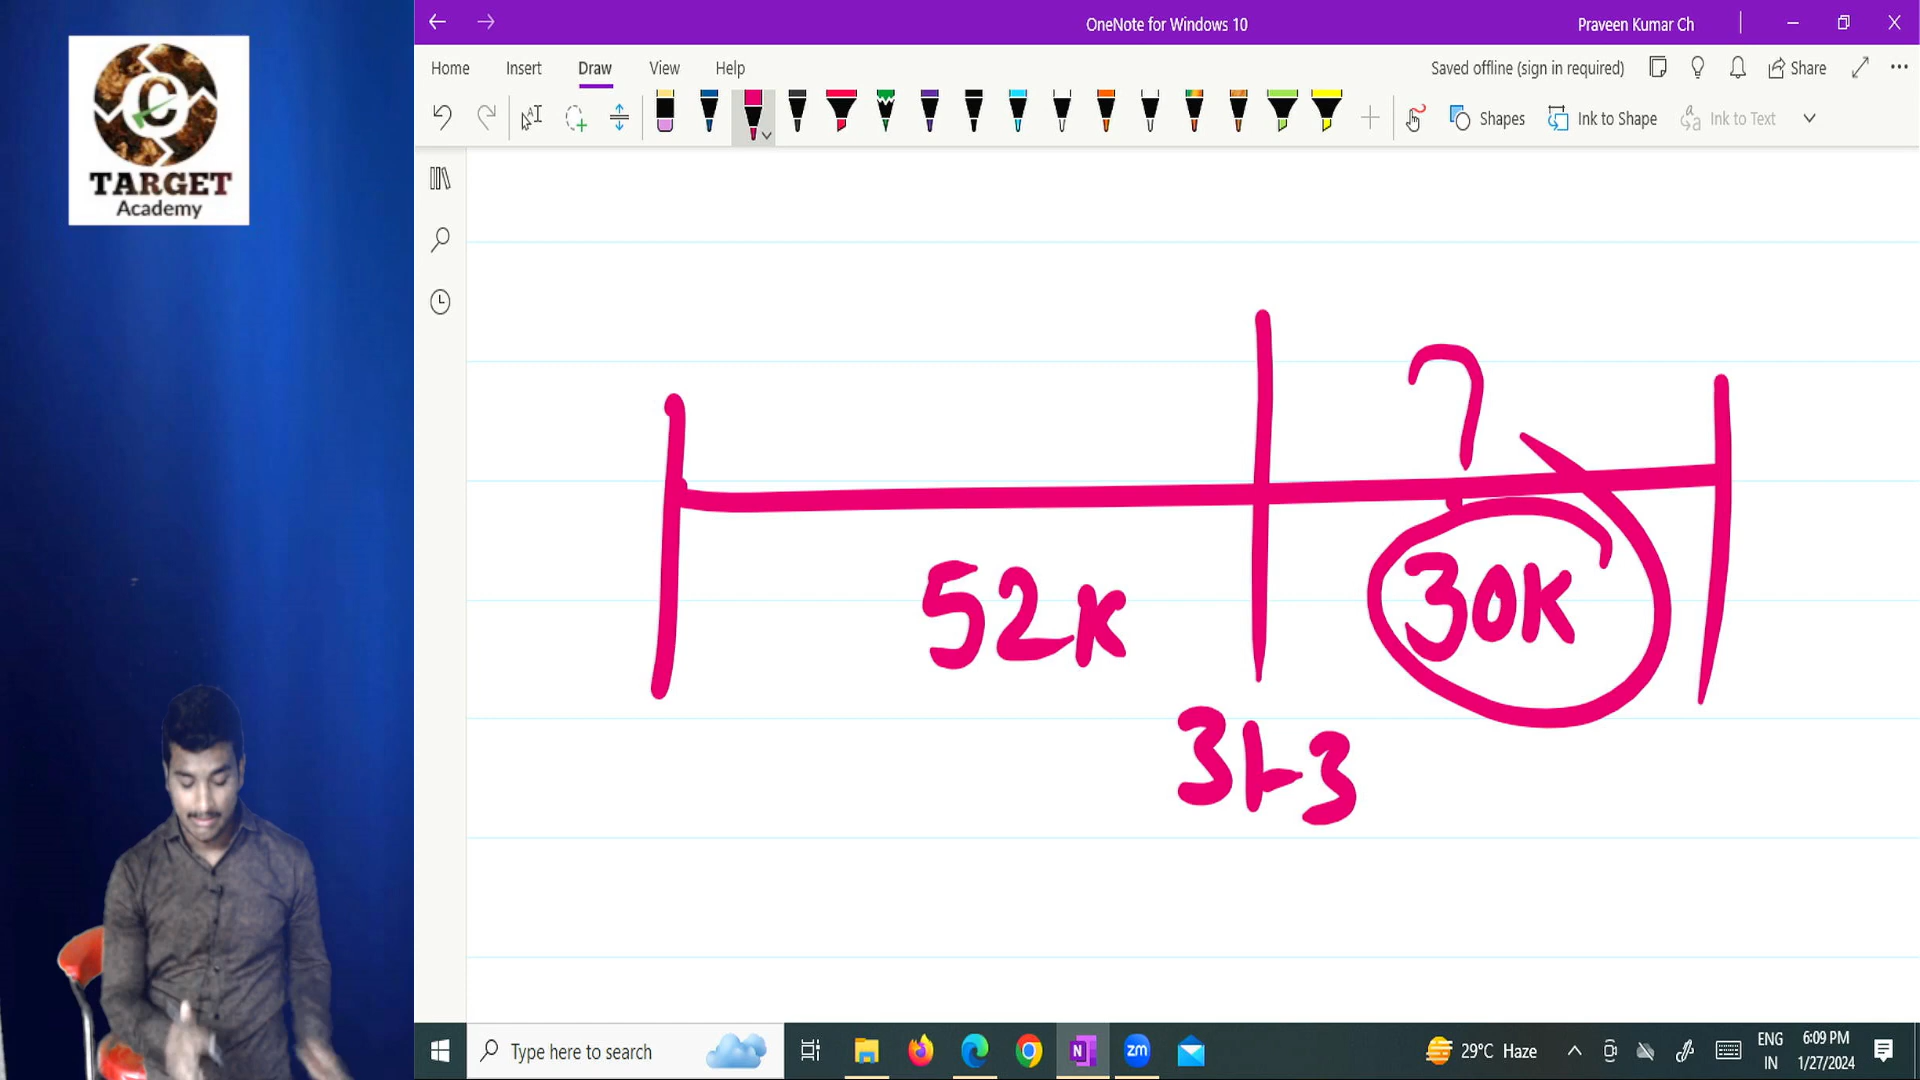 TARGET
Academy
OneNote for Windows 10
Praveen Kumar Ch
Home Insert Draw View Help
Saved offline (sign in required) Share
Shapes Ink to Shape Ink to Text
?
52K 30K
343
Type here to search
zm
29°C Haze
ENG
IN
6:09 PM
1/27/2024